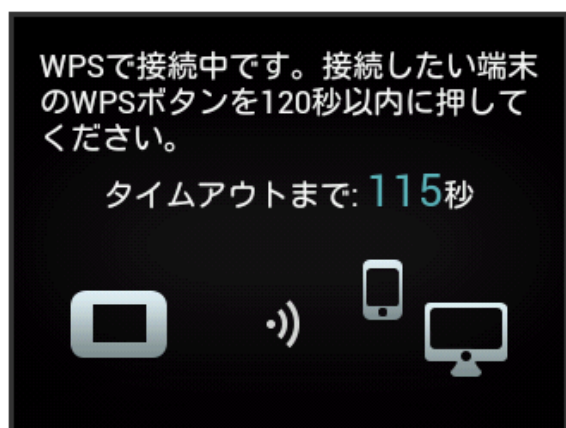 WPSで接続中です。接続したい端末
のWPSボタンを120秒以内に押して
ください。
タイムアウトまで: 115秒